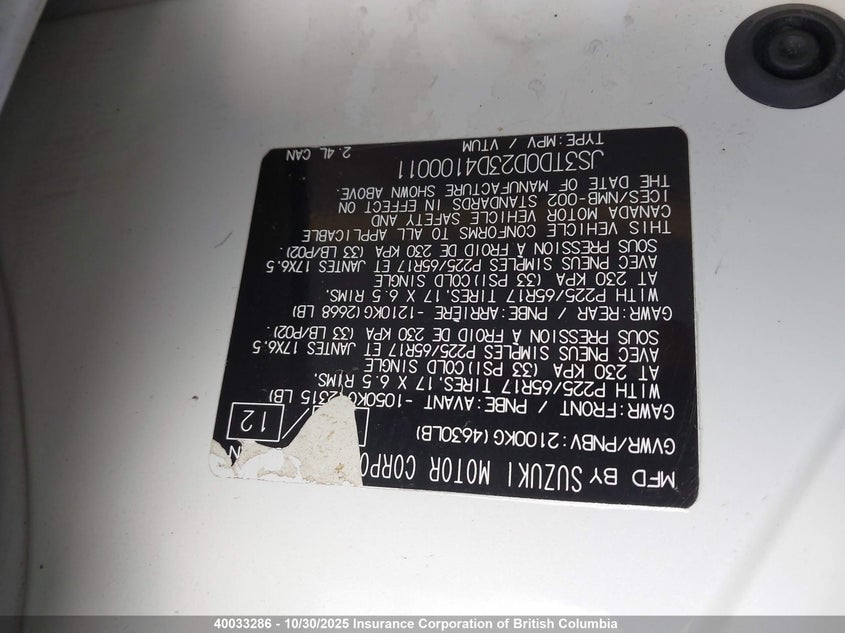 MFD BY SUZUKI MOTOR CORPO
GVWR/PNBV:2100KG(4630LB)
/ 12
GAWR:FRONT / PNBE:AVANT -1050KG(2315 LB)
WITH P225/65R17 TIRES.17 X 6.5 RIMS.
AT 230 KPA (33 PSI)COLD SINGLE
AVEC PNEUS SIMPLES P225/65R17 ET JANTES 17X6.5
SOUS PRESSION A FROID DE 230 KPA (33 LB/PO2).
GAWR:REAR / PNBE:ARRIÈRE -1210KG(2668 LB)
WITH P225/65R17 TIRES.17 X 6.5 RIMS.
AT 230 KPA (33 PSI)COLD SINGLE
AVEC PNEUS SIMPLES P225/65R17 ET JANTES 17X6.5
SOUS PRESSION A FROID DE 230 KPA (33 LB/PO2).
THIS VEHICLE CONFORMS TO ALL APPLICABLE
CANADA MOTOR VEHICLE SAFETY AND
ICES/NMB-002 STANDARDS IN EFFECT ON
THE DATE OF MANUFACTURE SHOWN ABOVE.
JS3TD0D23D4100011
TYPE:MPV / VTUM 2.4L CAN
40033286 - 10/30/2025 Insurance Corporation of British Columbia